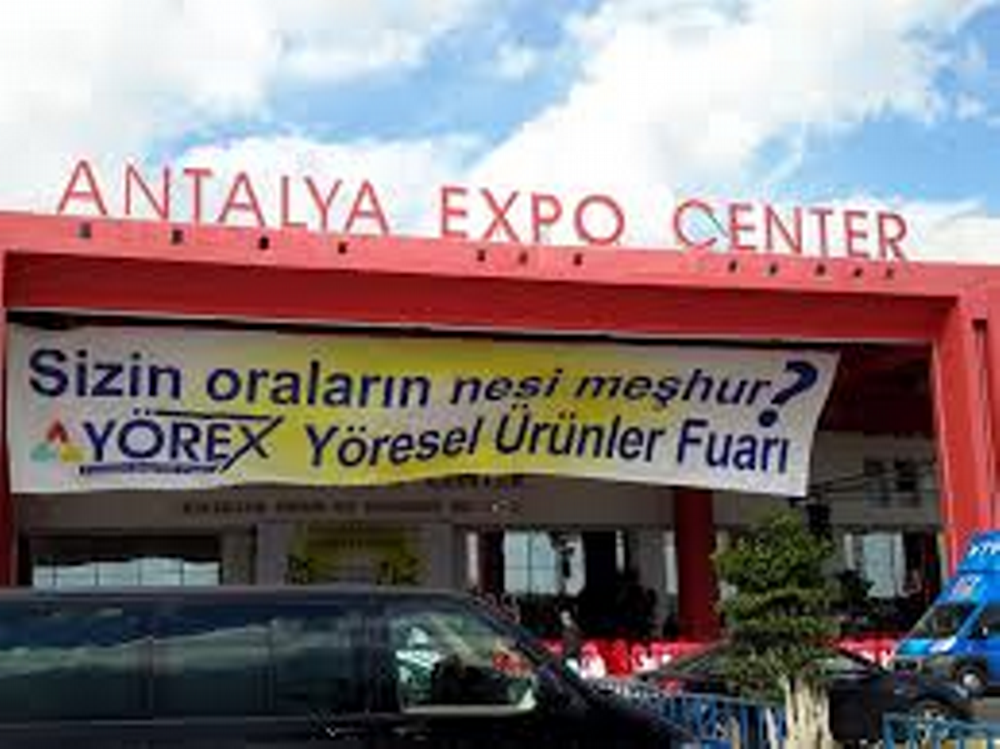 ANTALYA EXPO CENTER
Sizin oraların nesi meşhur?
YÖREX Yöresel Ürünler Fuarı